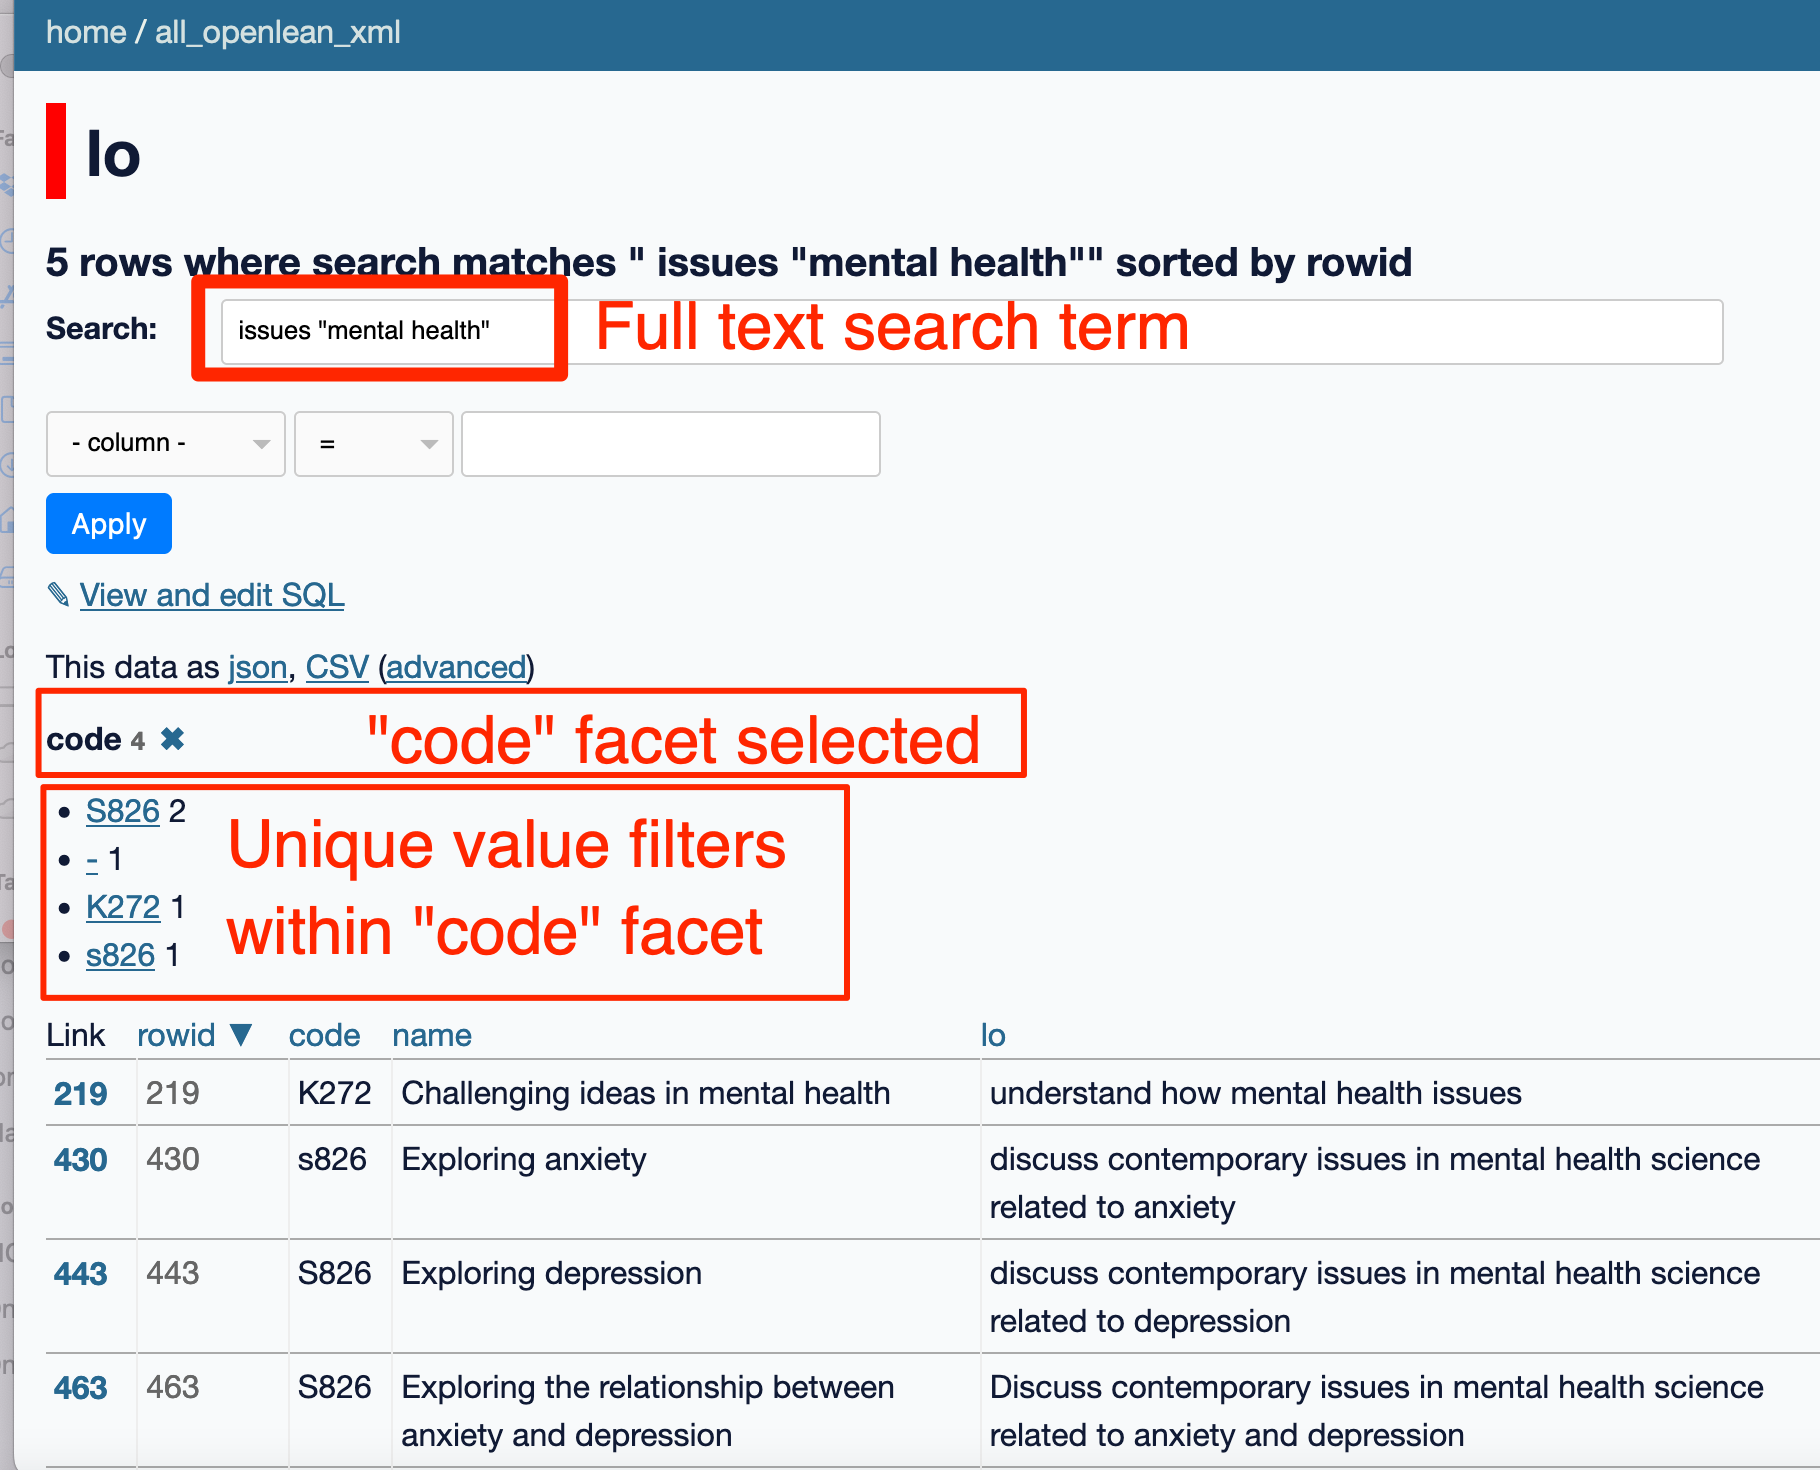 home / all_openlean_xml
lo
5 rows where search matches " issues "mental health"" sorted by rowid
Search: issues "mental health" Full text search term
- column - =
Apply
✎ View and edit SQL
This data as json, CSV (advanced)
code 4 ✖ "code" facet selected
• S826 2
• - 1
• K272 1
• s826 1
Unique value filters
within "code" facet
Link rowid ▼ code name lo
219 219 K272 Challenging ideas in mental health understand how mental health issues
430 430 s826 Exploring anxiety discuss contemporary issues in mental health science
related to anxiety
443 443 S826 Exploring depression discuss contemporary issues in mental health science
related to depression
463 463 S826 Exploring the relationship between Discuss contemporary issues in mental health science
anxiety and depression related to anxiety and depression